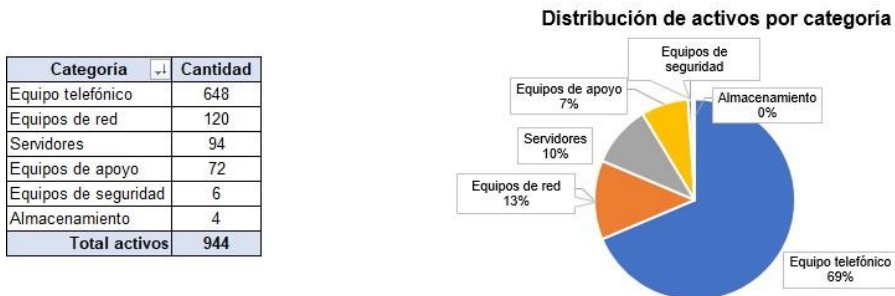 Distribución de activos por categoría
Categoría Cantidad
Equipo telefónico 648
Equipos de red 120
Servidores 94
Equipos de apoyo 72
Equipos de seguridad 6
Almacenamiento 4
Total activos 944
Equipos de
seguridad
Equipos de apoyo
7%
Almacenamiento
0%
Servidores
10%
Equipos de red
13%
Equipo telefónico
69%